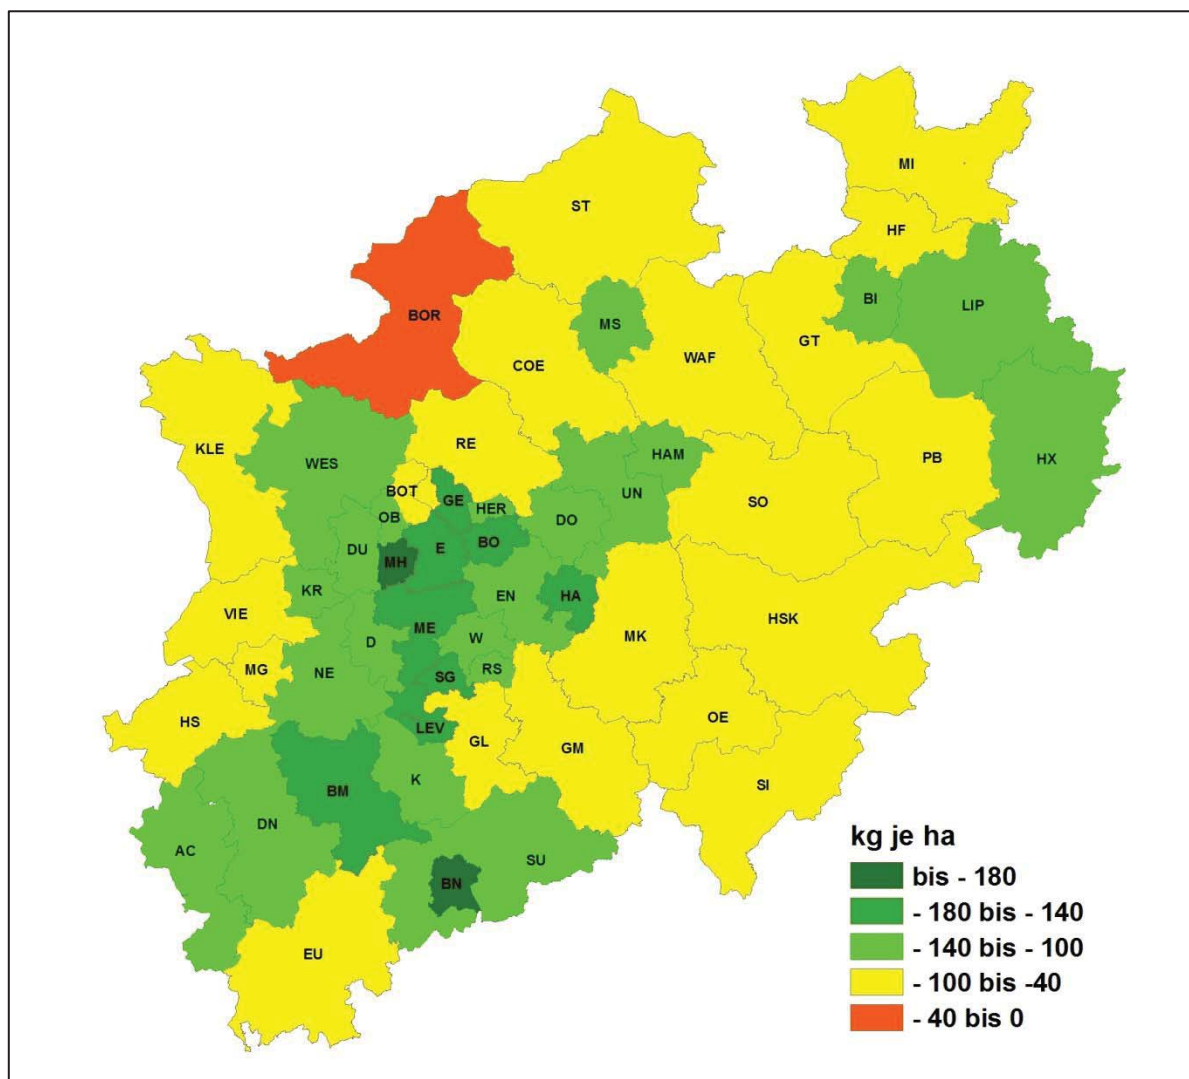 MI
ST
HF
BI
LIP
BOR
MS
GT
WAF
COE
RE
KLE
HAM
WES
PB
HX
BOT
GE
UN
SO
HER
OB
DO
DU
E
BO
MH
KR
EN
HA
VIE
HSK
ME
MK
D
W
MG
NE
SG
RS
HS
OE
LEV
GL
GM
K
SI
BM
DN
AC
SU
BN
EU
kg je ha
bis - 180
- 180 bis - 140
- 140 bis - 100
- 100 bis -40
- 40 bis 0